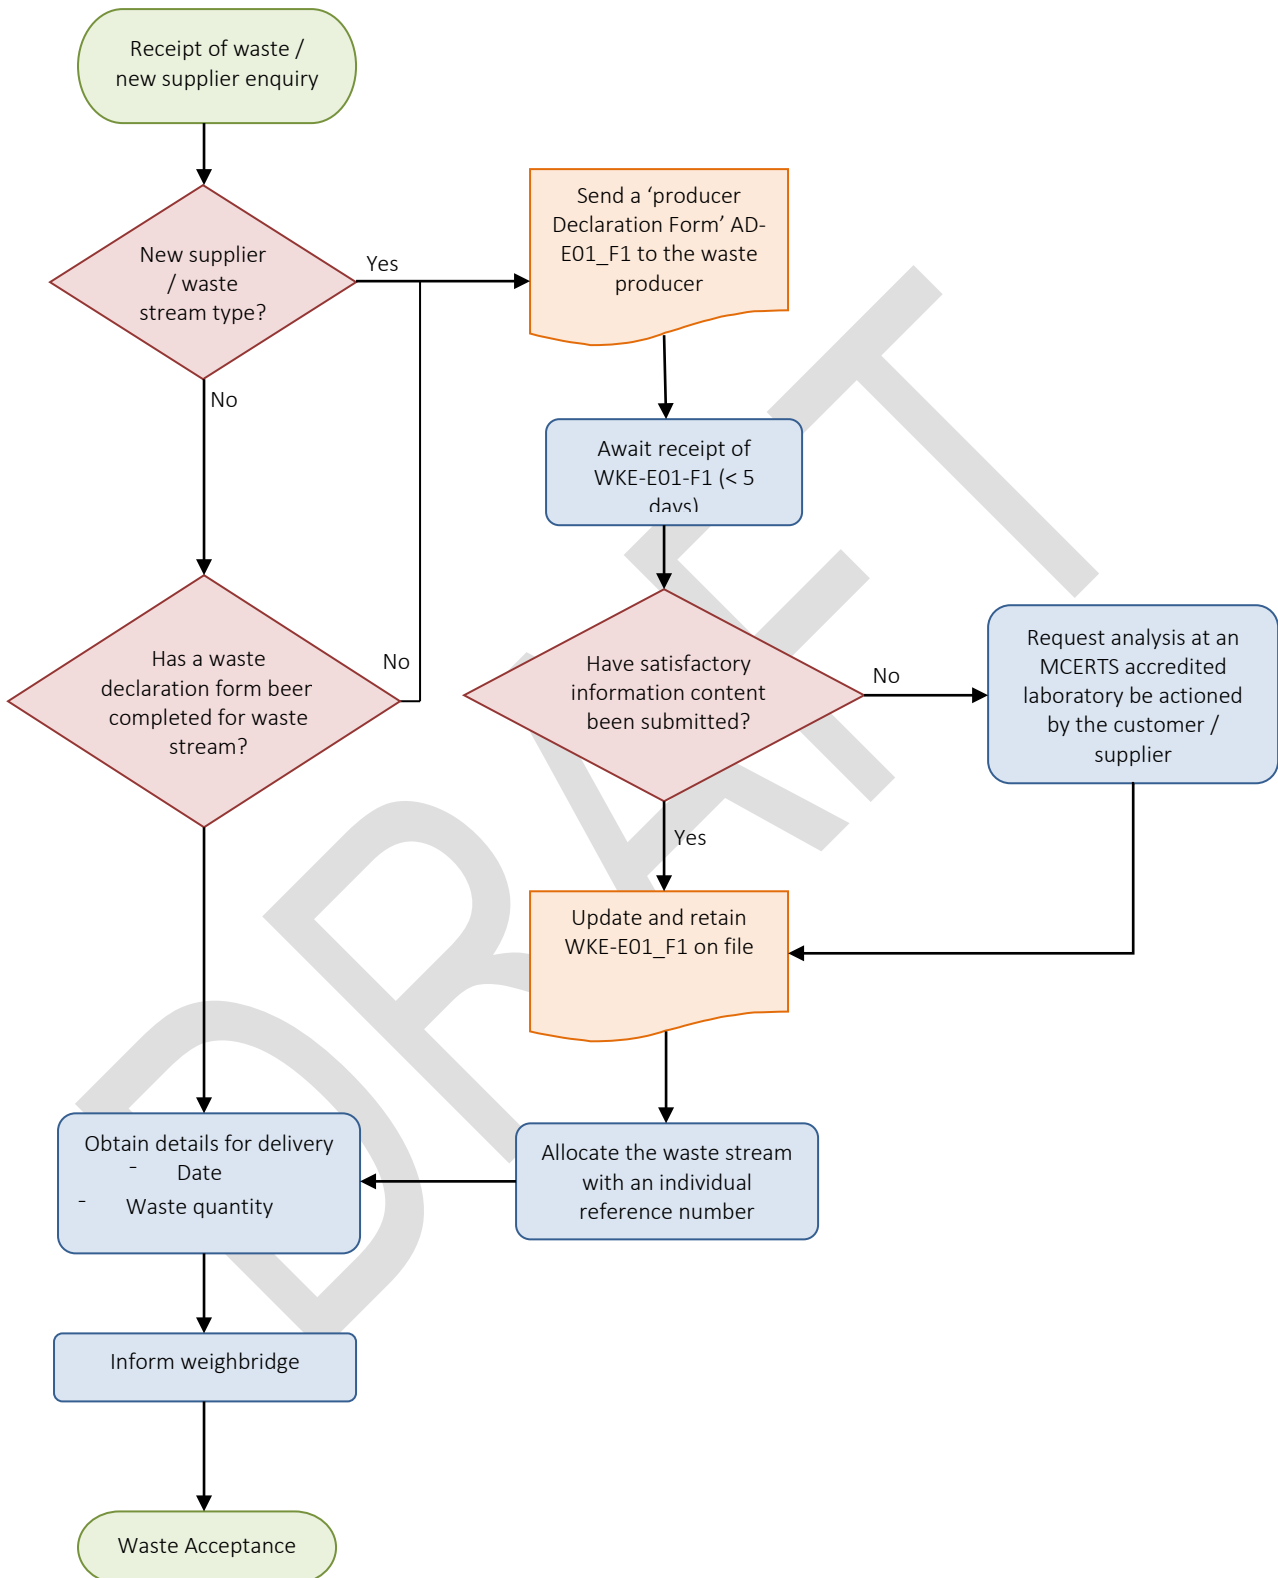 Receipt of waste /
new supplier enquiry
New supplier
/ waste
stream type?
Yes
No
Send a ‘producer
Declaration Form’ AD-
E01_F1 to the waste
producer
Await receipt of
WKE-E01-F1 (< 5
days)
Has a waste
declaration form beer
completed for waste
stream?
No
Have satisfactory
information content
been submitted?
No
Yes
Request analysis at an
MCERTS accredited
laboratory be actioned
by the customer /
supplier
Update and retain
WKE-E01_F1 on file
Allocate the waste stream
with an individual
reference number
Obtain details for delivery
- Date
- Waste quantity
Inform weighbridge
Waste Acceptance
DRAFT